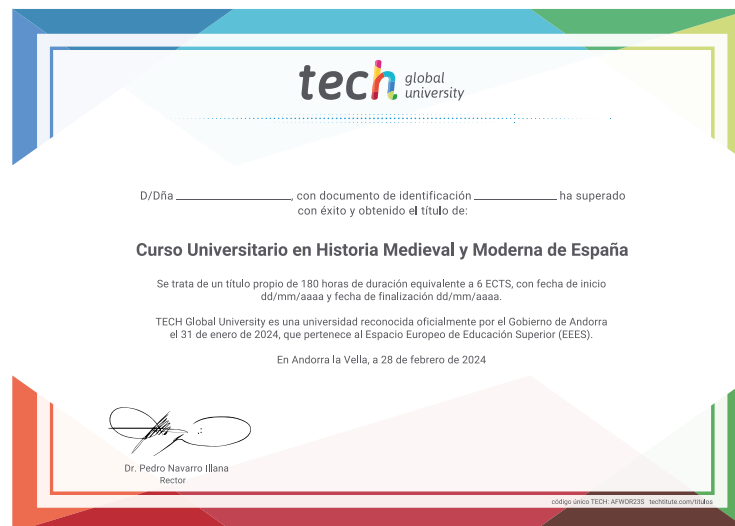 tech global university
D/Dña ____________________, con documento de identificación ______________ ha superado
con éxito y obtenido el título de:
Curso Universitario en Historia Medieval y Moderna de España
Se trata de un título propio de 180 horas de duración equivalente a 6 ECTS, con fecha de inicio
dd/mm/aaaa y fecha de finalización dd/mm/aaaa.
TECH Global University es una universidad reconocida oficialmente por el Gobierno de Andorra
el 31 de enero de 2024, que pertenece al Espacio Europeo de Educación Superior (EEES).
En Andorra la Vella, a 28 de febrero de 2024
Dr. Pedro Navarro Illana
Rector
código único TECH: AFWOR23S techtitute.com/titulos